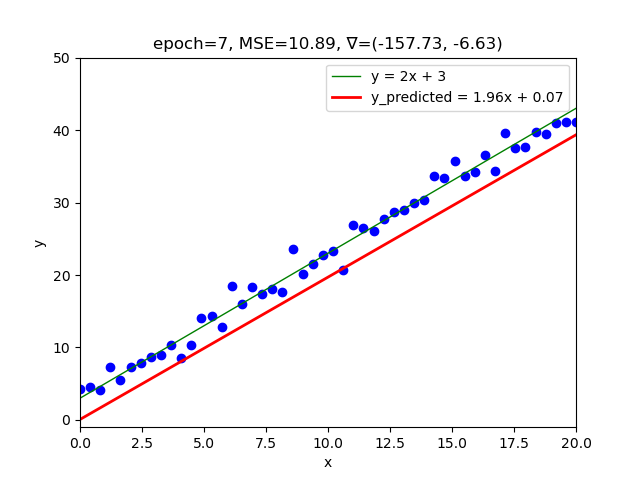 epoch=7, MSE=10.89, ∇=(-157.73, -6.63)
y = 2x + 3
y_predicted = 1.96x + 0.07
50
40
30
20
10
0
y
0.0 2.5 5.0 7.5 10.0 12.5 15.0 17.5 20.0
x